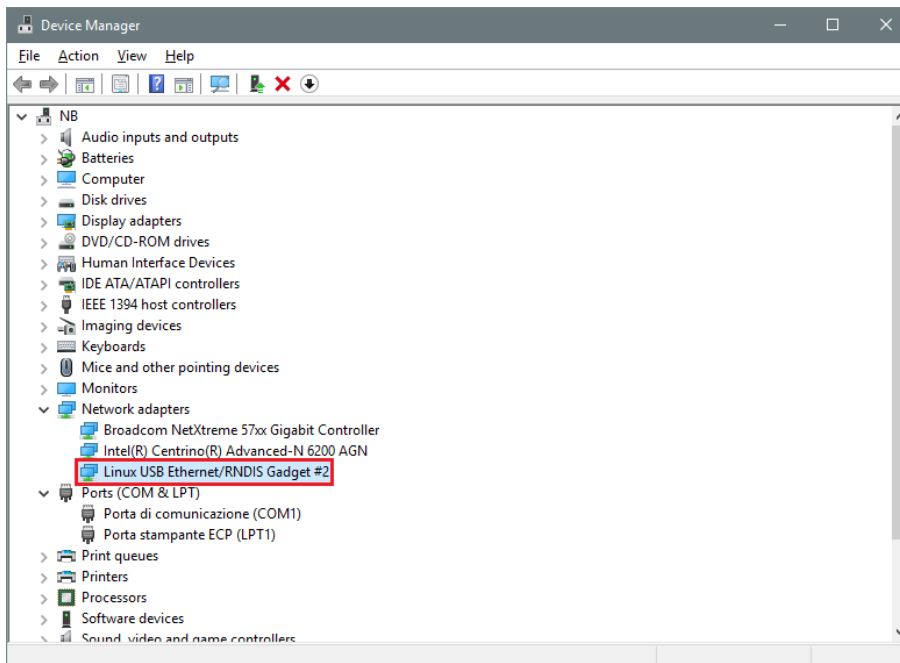 Device Manager
File Action View Help
NB
Audio inputs and outputs
Batteries
Computer
Disk drives
Display adapters
DVD/CD-ROM drives
Human Interface Devices
IDE ATA/ATAPI controllers
IEEE 1394 host controllers
Imaging devices
Keyboards
Mice and other pointing devices
Monitors
Network adapters
Broadcom NetXtreme 57xx Gigabit Controller
Intel(R) Centrino(R) Advanced-N 6200 AGN
Linux USB Ethernet/RNDIS Gadget #2
Ports (COM & LPT)
Porta di comunicazione (COM1)
Porta stampante ECP (LPT1)
Print queues
Printers
Processors
Software devices
Sound, video and game controllers